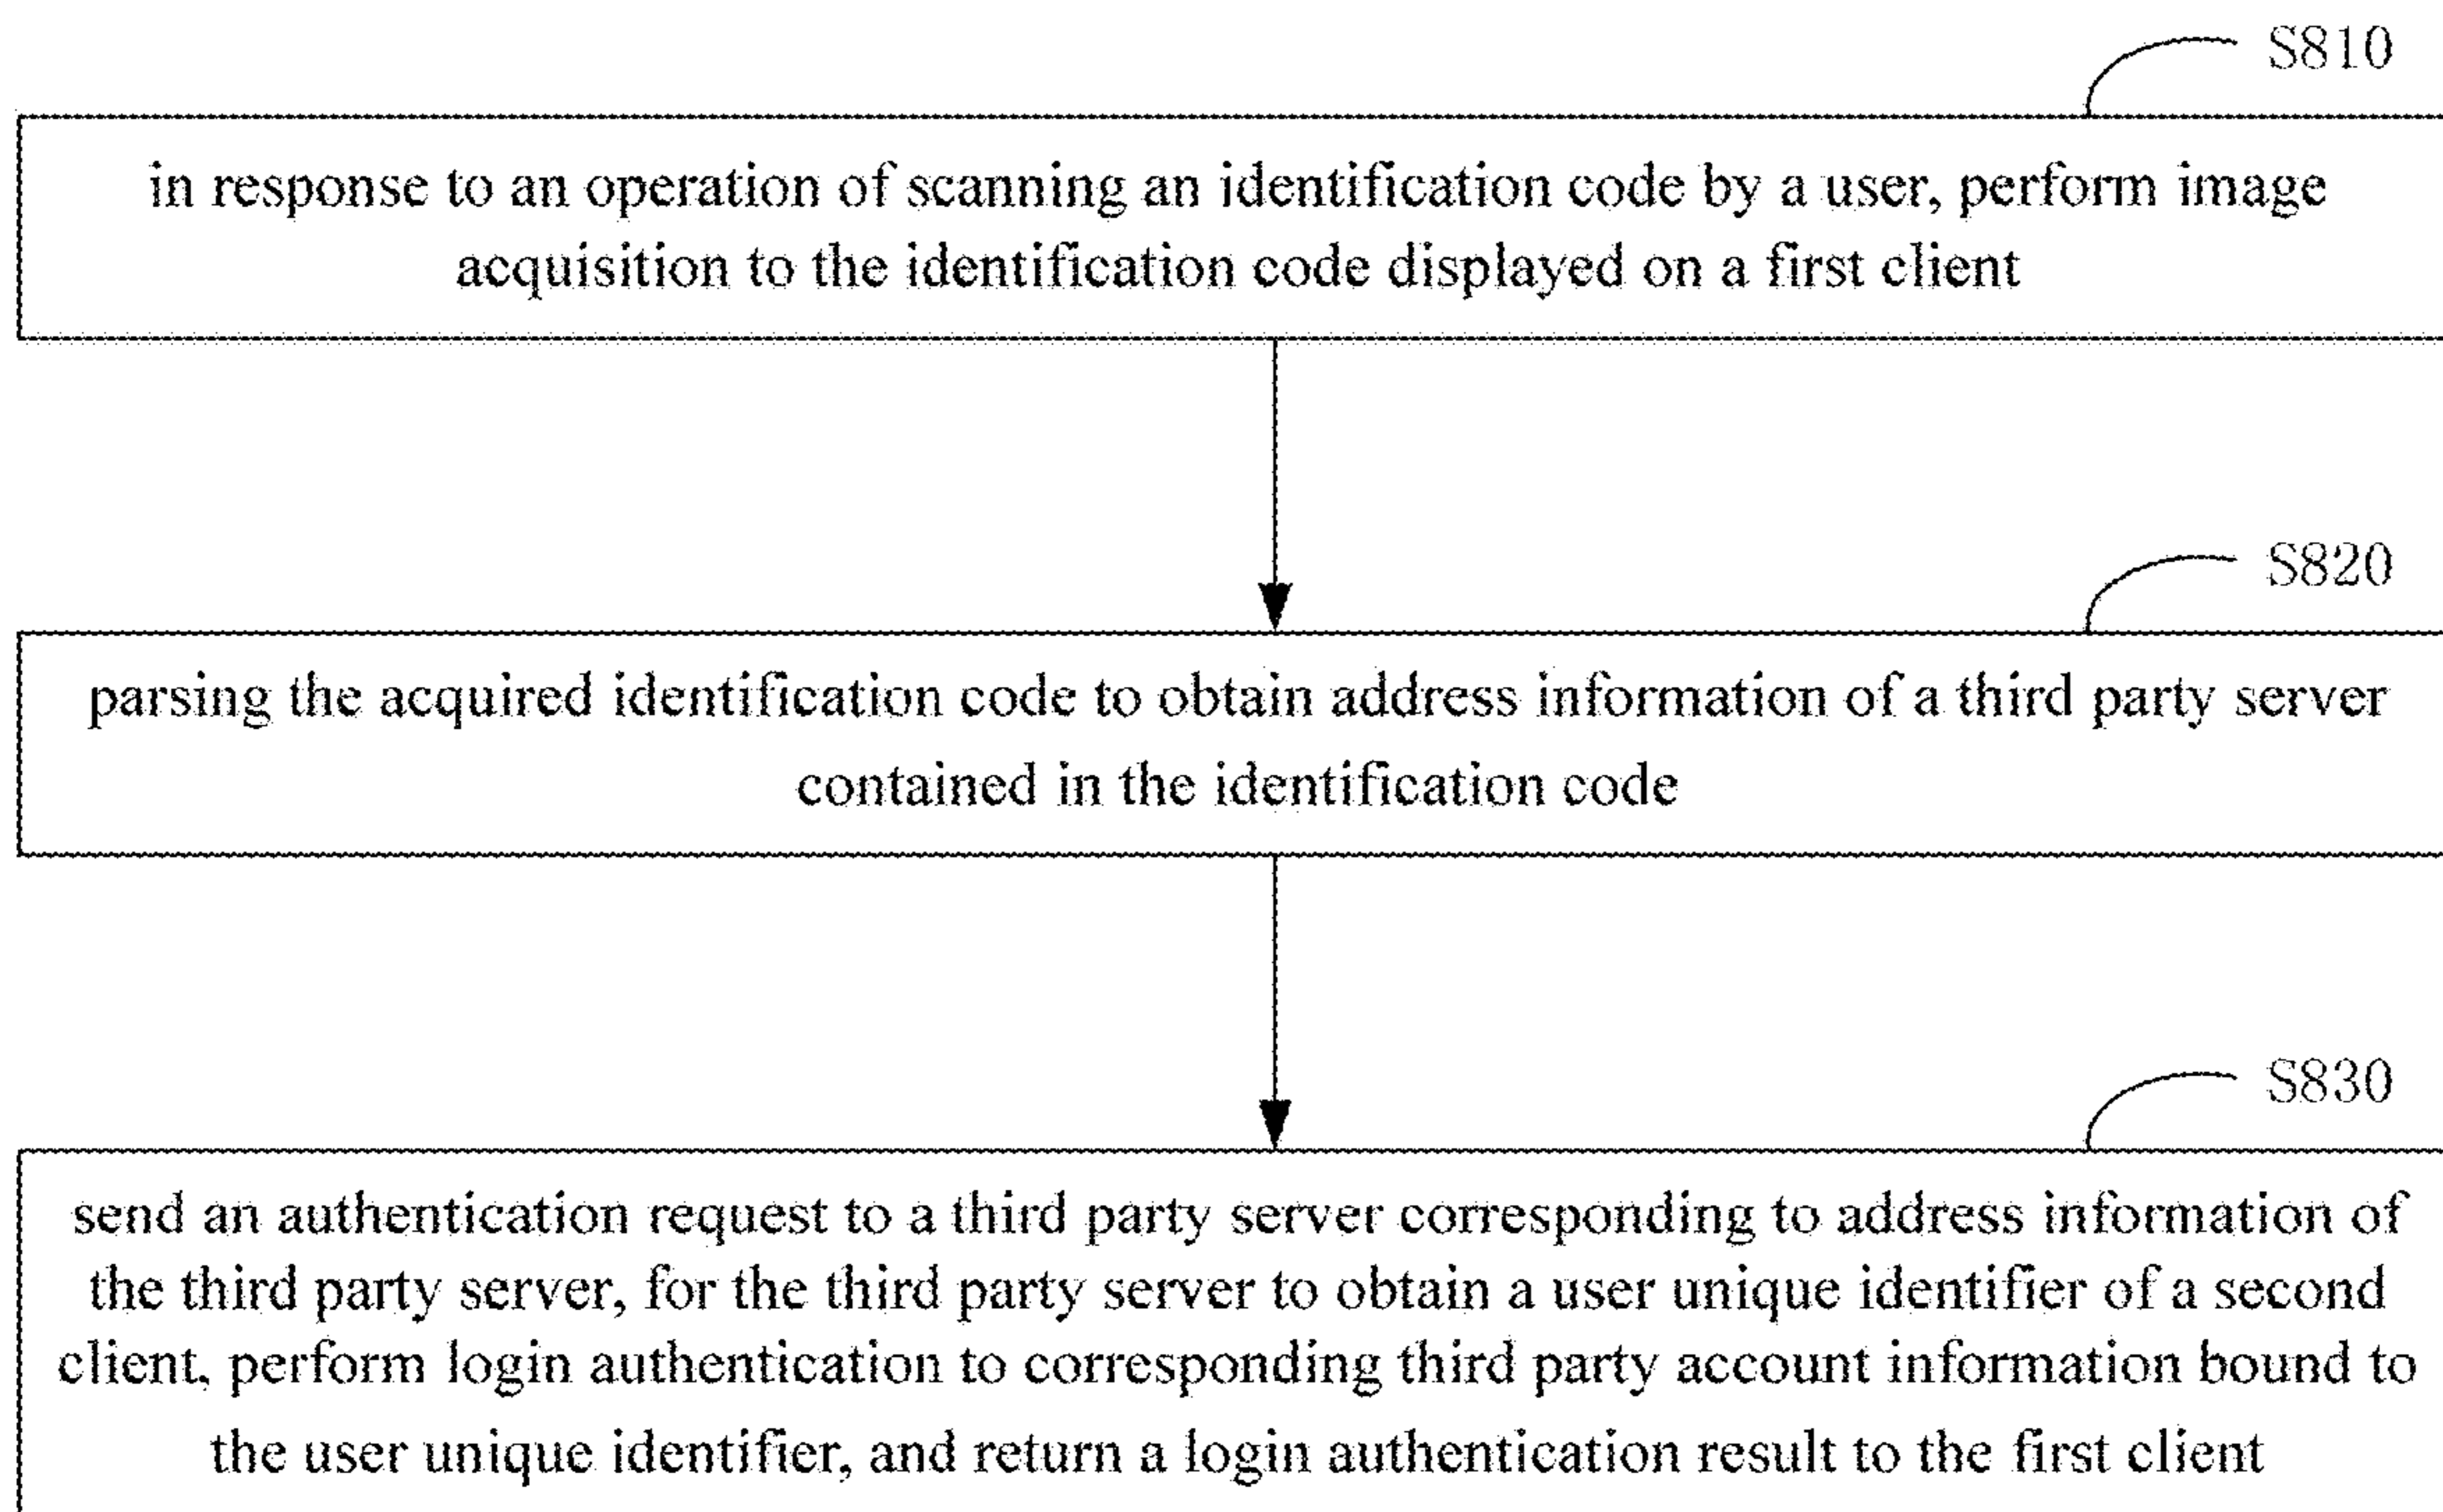 S810
in response to an operation of scanning an identification code by a user, perform image
acquisition to the identification code displayed on a first client
S820
parsing the acquired identification code to obtain address information of a third party server
contained in the identification code
S830
send an authentication request to a third party server corresponding to address information of
the third party server, for the third party server to obtain a user unique identifier of a second
client, perform login authentication to corresponding third party account information bound to
the user unique identifier, and return a login authentication result to the first client